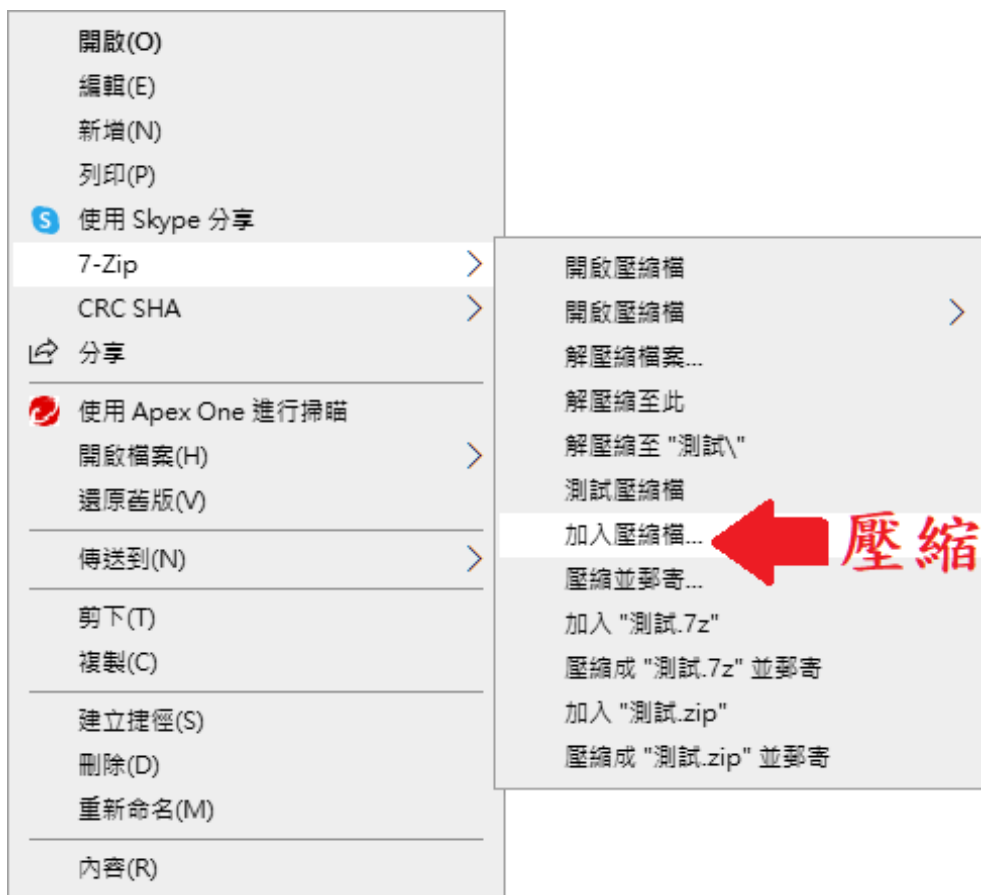 開啟(O)
編輯(E)
新增(N)
列印(P)
使用 Skype 分享
7-Zip
CRC SHA
分享
使用 Apex One 進行掃瞄
開啟檔案(H)
還原舊版(V)
傳送到(N)
剪下(T)
複製(C)
建立捷徑(S)
刪除(D)
重新命名(M)
內容(R)
開啟壓縮檔
開啟壓縮檔
解壓縮檔案...
解壓縮至此
解壓縮至 "測試\"
測試壓縮檔
加入壓縮檔...
壓縮
壓縮並郵寄...
加入 "測試.7z"
壓縮成 "測試.7z" 並郵寄
加入 "測試.zip"
壓縮成 "測試.zip" 並郵寄